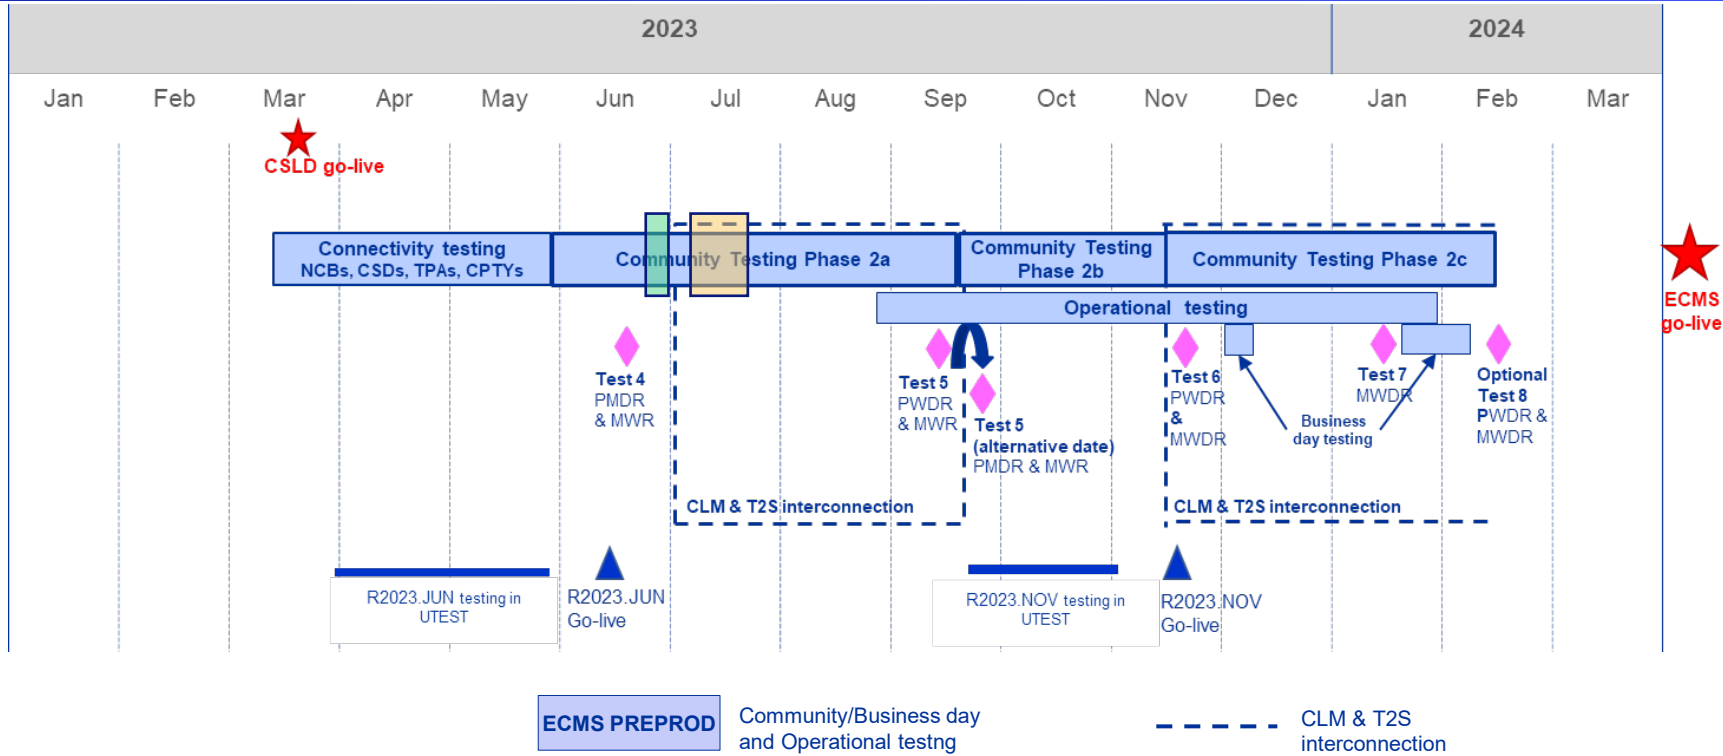 2023
2024
Jan Feb Mar Apr May Jun Jul Aug Sep Oct Nov Dec Jan Feb Mar
CSLD go-live
Connectivity testing
NCBs, CSDs, TPAs, CPTYs
Community Testing Phase 2a
Community Testing
Phase 2b
Community Testing Phase 2c
ECMS
go-live
Operational testing
Test 4
PMDR
& MWR
Test 5
PWDR
& MWR
Test 5
(alternative date)
PMDR & MWR
Test 6
PWDR
&
MWDR
Business
day testing
Test 7
MWDR
Optional
Test 8
PWDR &
MWDR
CLM & T2S interconnection
CLM & T2S interconnection
R2023.JUN testing in
UTEST
R2023.JUN
Go-live
R2023.NOV testing in
UTEST
R2023.NOV
Go-live
ECMS PREPROD
Community/Business day
and Operational testng
CLM & T2S
interconnection